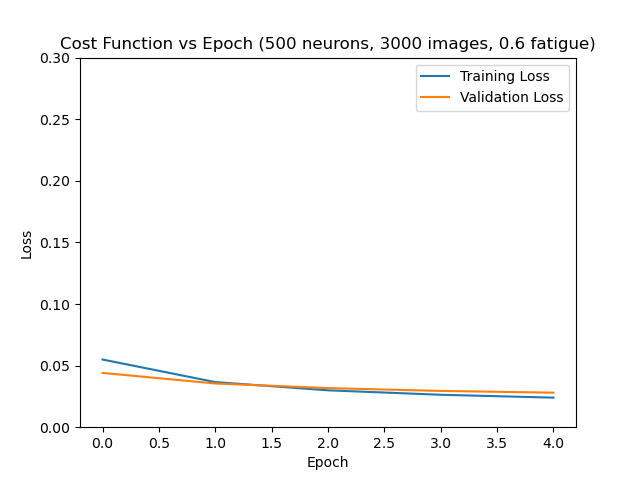 Cost Function vs Epoch (500 neurons, 3000 images, 0.6 fatigue)
0.30
0.25
0.20
0.15
0.10
0.05
0.00
Loss
Training Loss
Validation Loss
0.0 0.5 1.0 1.5 2.0 2.5 3.0 3.5 4.0
Epoch